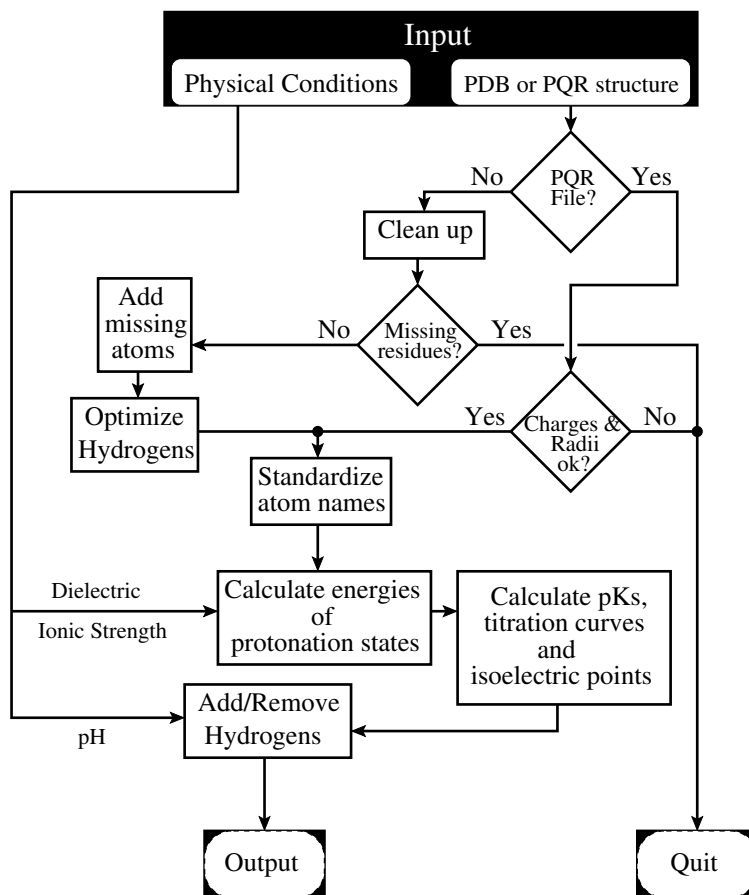 Input
Physical Conditions
PDB or PQR structure
No
PQR
File?
Yes
Clean up
Add
missing
atoms
No
Missing
residues?
Yes
Optimize
Hydrogens
Yes
Charges &
Radii
ok?
No
Standardize
atom names
Dielectric
Ionic Strength
Calculate energies
of
protonation states
Calculate pKs,
titration curves
and
isoelectric points
pH
Add/Remove
Hydrogens
Output
Quit